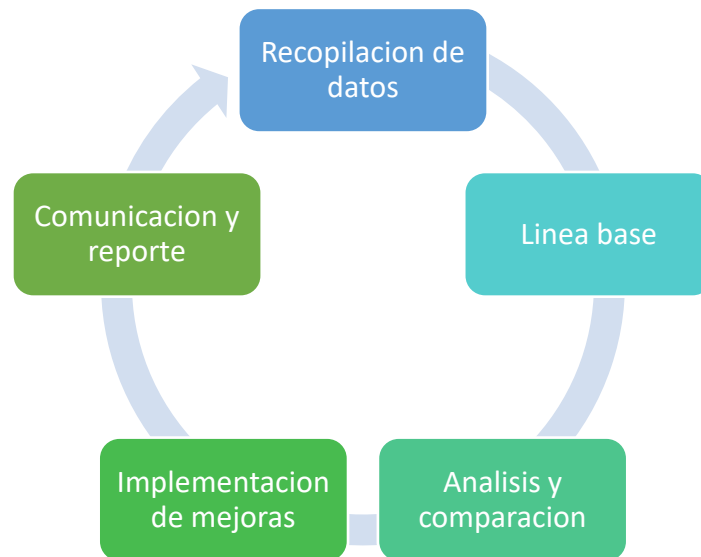 Recopilacion de
datos
Linea base
Analisis y
comparacion
Implementacion
de mejoras
Comunicacion y
reporte